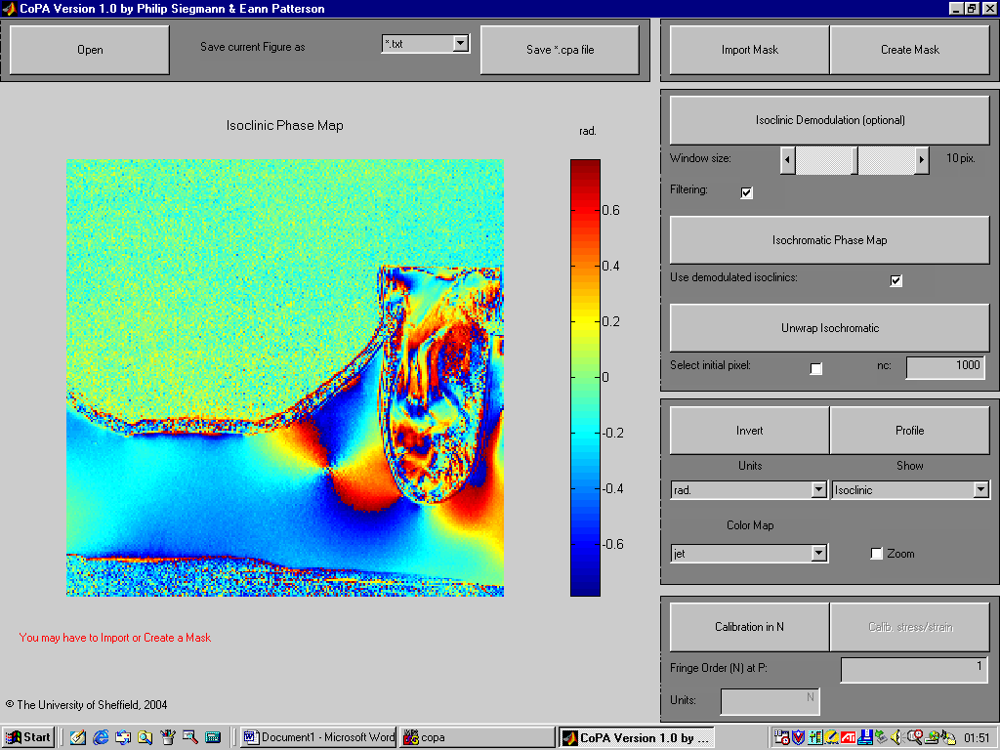 CoPA Version 1.0 by Philip Siegmann & Eann Patterson
Open
Save current Figure as
*.txt
Save *.cpa file
Import Mask
Create Mask
Isoclinic Phase Map
rad.
0.6
0.4
0.2
0
-0.2
-0.4
-0.6
Isoclinic Demodulation (optional)
Window size:
10 pix.
Filtering:
Isochromatic Phase Map
Use demodulated isoclinics:
Unwrap Isochromatic
Select initial pixel:
nc:
1000
Invert
Profile
Units
Show
rad.
Isoclinic
Color Map
jet
Zoom
Calibration in N
Calib. stress/strain
Fringe Order (N) at P:
1
Units:
N
You may have to Import or Create a Mask
© The University of Sheffield, 2004
Start
Document1 - Microsoft Word
copa
CoPA Version 1.0 by ...
01:51